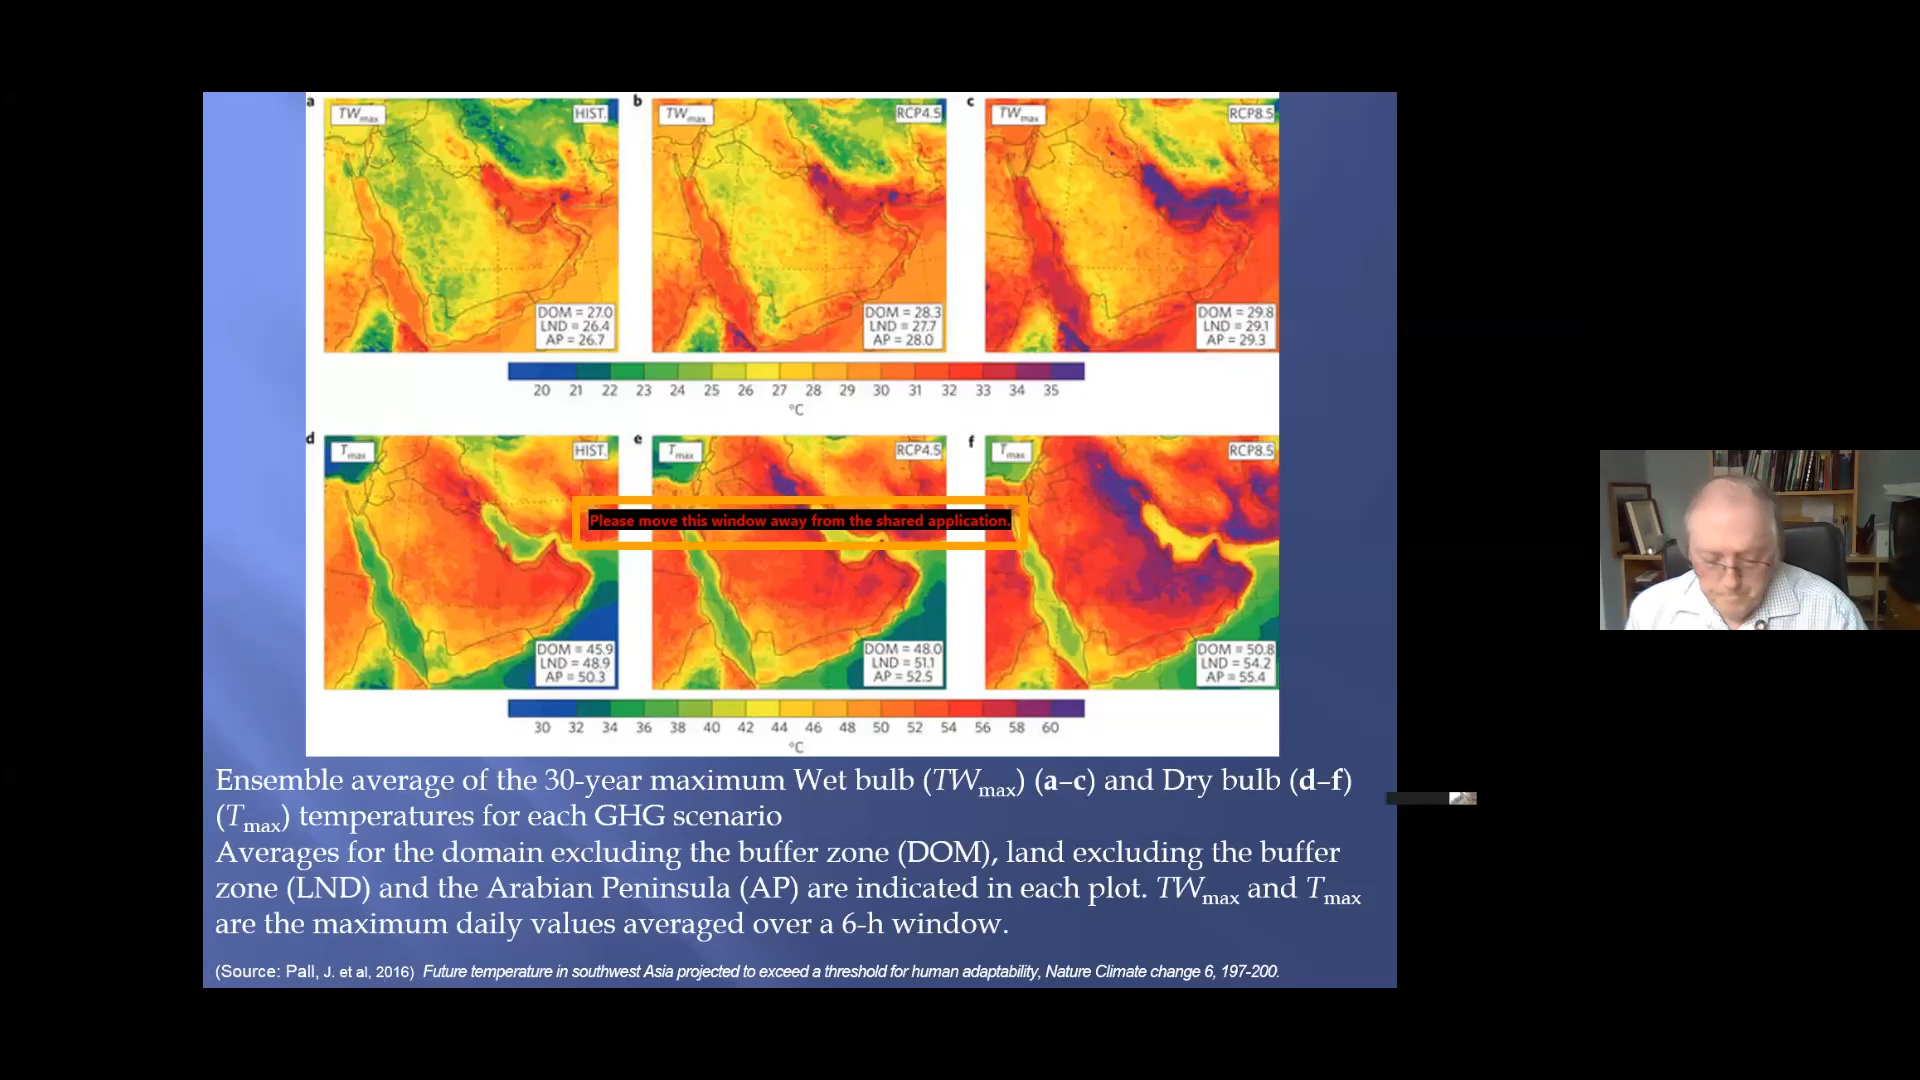 a b c
TWmax HIST. TWmax RCP4.5 TWmax RCP8.5
DOM = 27.0
LND = 26.4
AP = 26.7
DOM = 28.3
LND = 27.7
AP = 28.0
DOM = 29.8
LND = 29.1
AP = 29.3
20 21 22 23 24 25 26 27 28 29 30 31 32 33 34 35
°C
d e f
Tmax HIST. Tmax RCP4.5 Tmax RCP8.5
Please move this window away from the shared application.
DOM = 45.9
LND = 48.9
AP = 50.3
DOM = 48.0
LND = 51.1
AP = 52.5
DOM = 50.8
LND = 54.2
AP = 55.4
30 32 34 36 38 40 42 44 46 48 50 52 54 56 58 60
°C
Ensemble average of the 30-year maximum Wet bulb (TWmax) (a–c) and Dry bulb (d–f)
(Tmax) temperatures for each GHG scenario
Averages for the domain excluding the buffer zone (DOM), land excluding the buffer
zone (LND) and the Arabian Peninsula (AP) are indicated in each plot. TWmax and Tmax
are the maximum daily values averaged over a 6-h window.
(Source: Pall, J. et al, 2016) Future temperature in southwest Asia projected to exceed a threshold for human adaptability, Nature Climate change 6, 197-200.